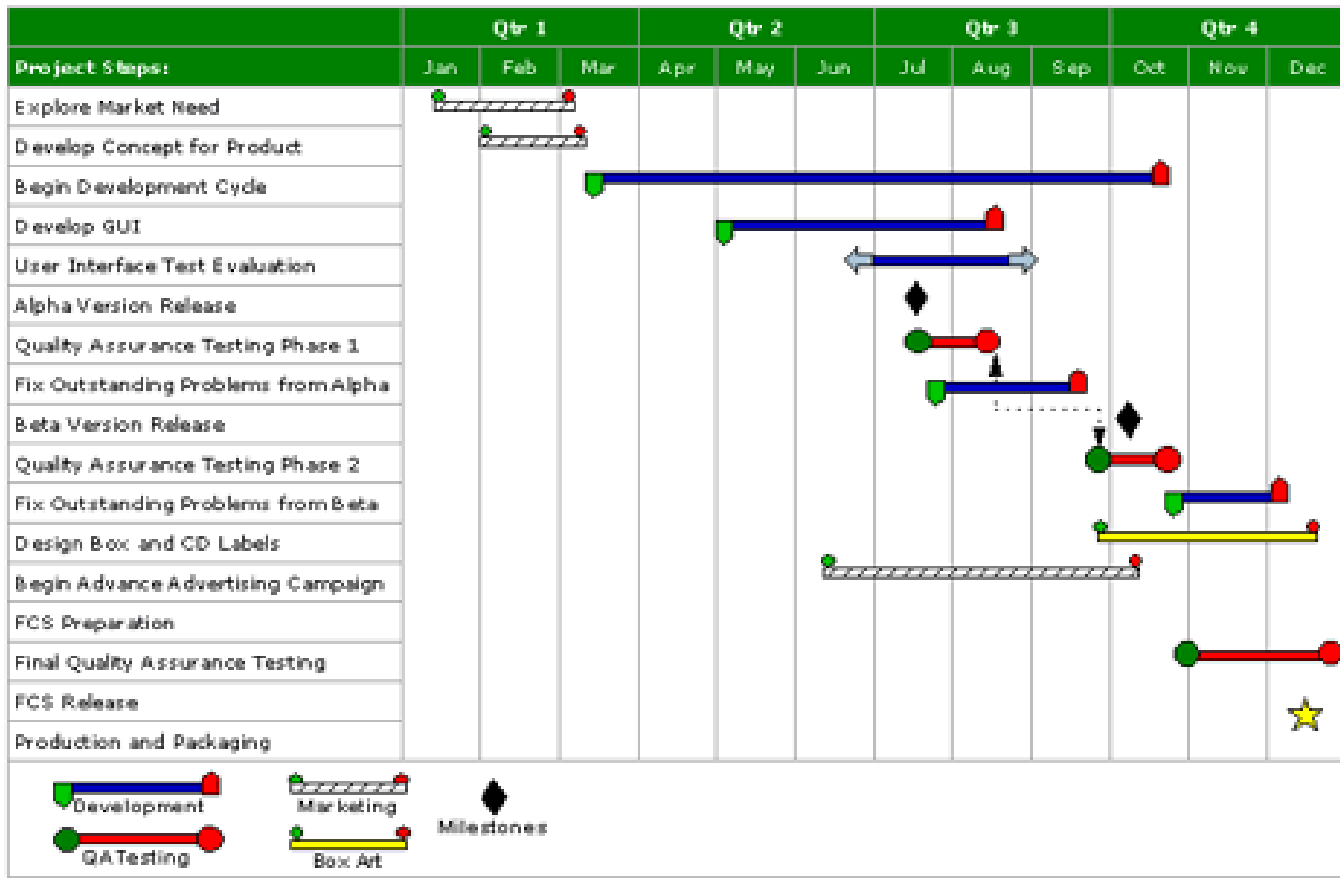 Qtr 1 Qtr 2 Qtr 3 Qtr 4
Project Steps: Jan Feb Mar Apr May Jun Jul Aug Sep Oct Nov Dec
Explore Market Need
Develop Concept for Product
Begin Development Cycle
Develop GUI
User Interface Test Evaluation
Alpha Version Release
Quality Assurance Testing Phase 1
Fix Outstanding Problems from Alpha
Beta Version Release
Quality Assurance Testing Phase 2
Fix Outstanding Problems from Beta
Design Box and CD Labels
Begin Advance Advertising Campaign
FCS Preparation
Final Quality Assurance Testing
FCS Release
Production and Packaging
Development Marketing
Milestones
QA Testing Box Art